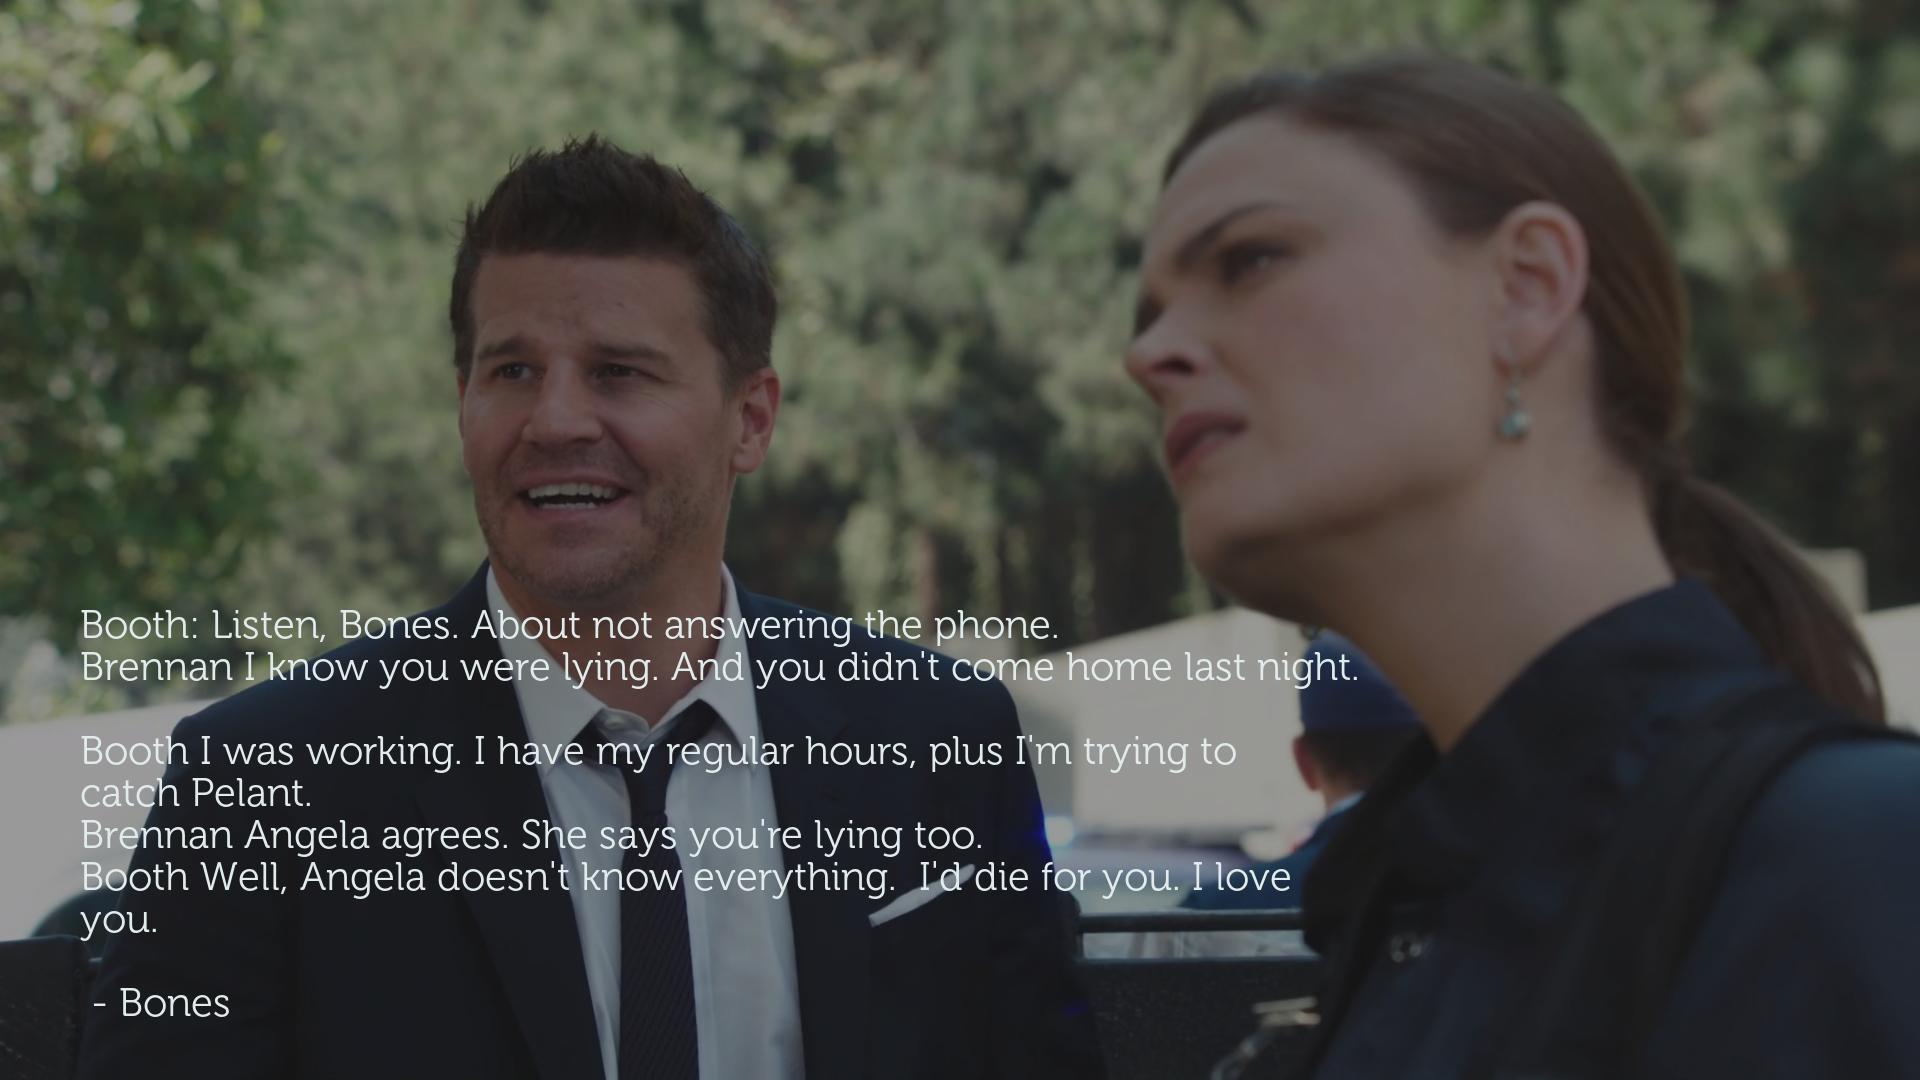 Booth: Listen, Bones. About not answering the phone.
Brennan I know you were lying. And you didn't come home last night.
Booth I was working. I have my regular hours, plus I'm trying to
catch Pelant.
Brennan Angela agrees. She says you're lying too.
Booth Well, Angela doesn't know everything.  I'd die for you. I love
you.
- Bones